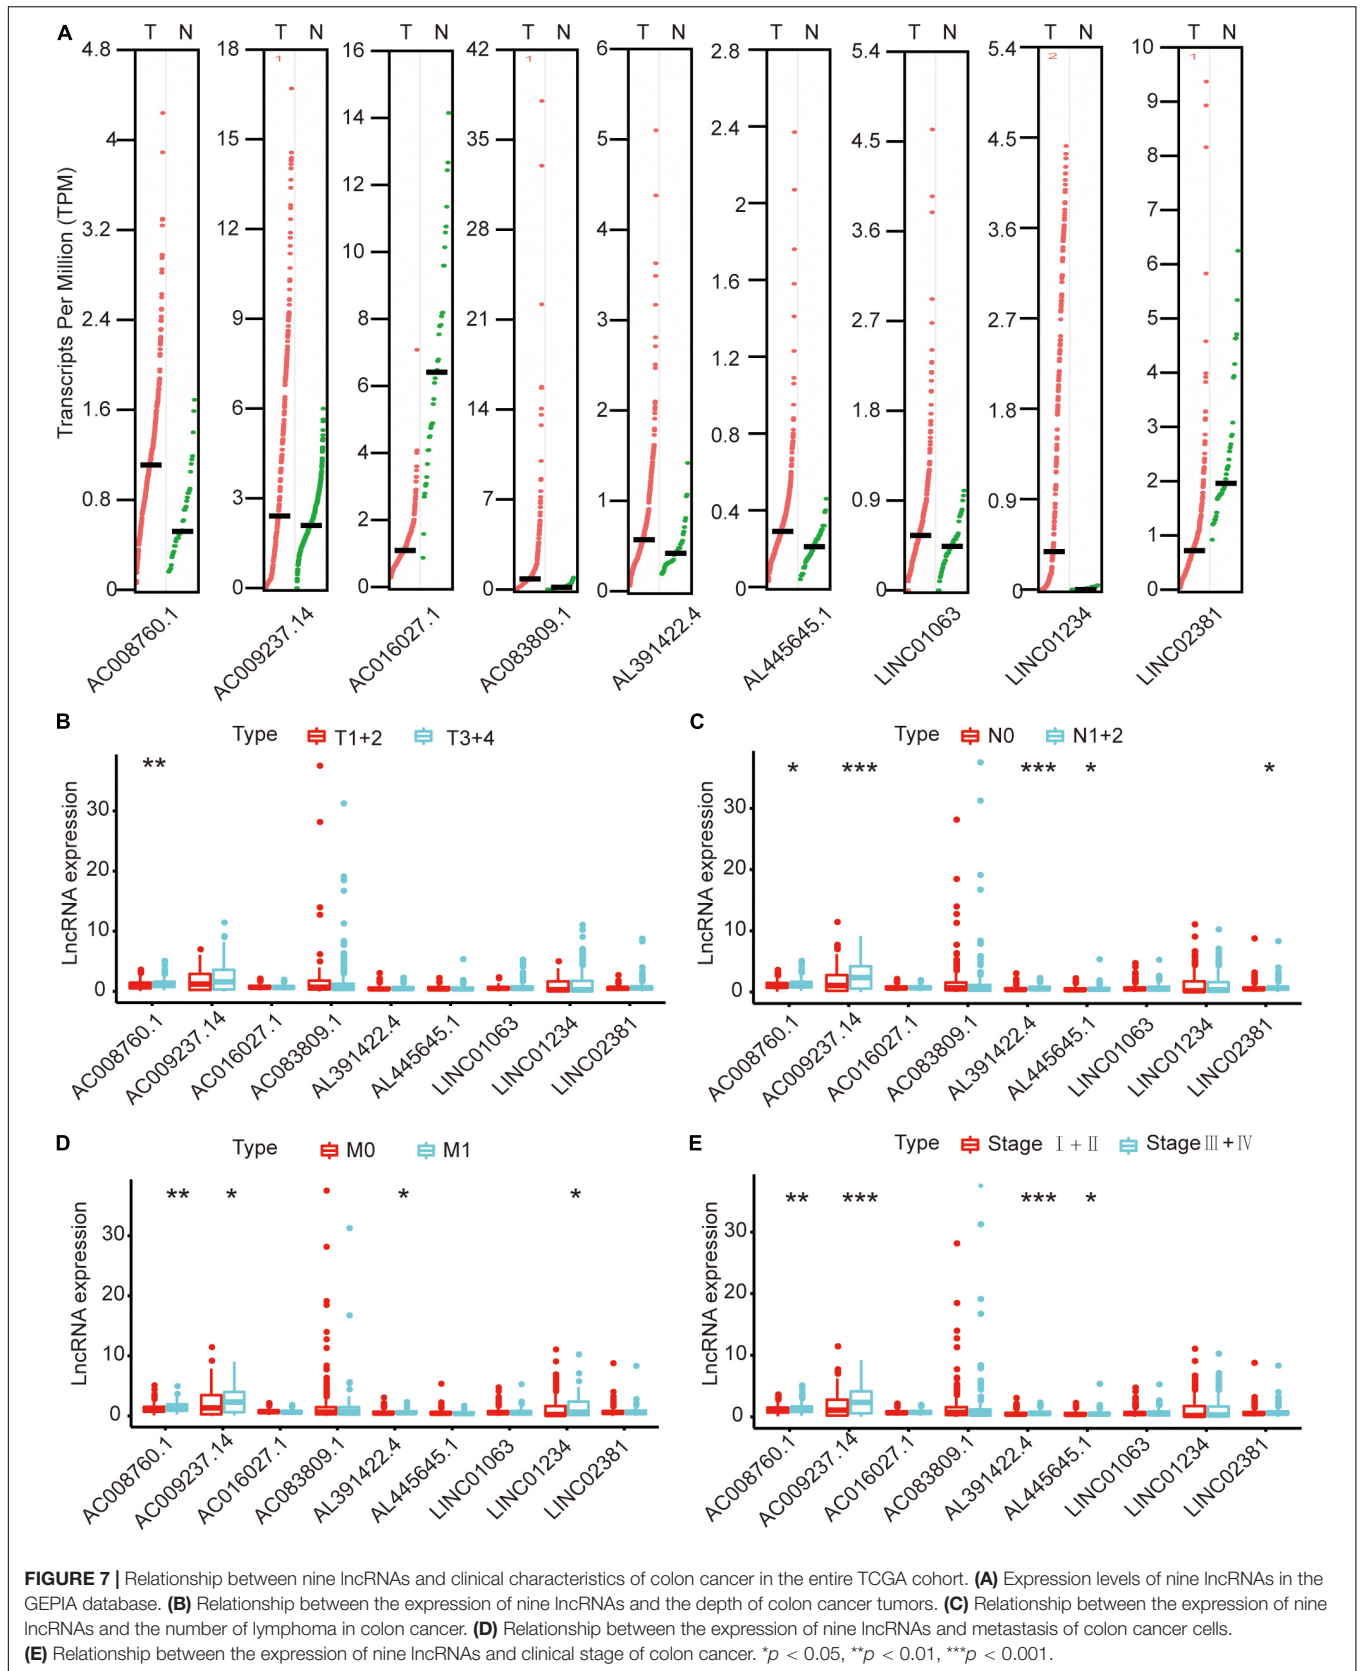 A
T N T N T N T N T N T N T N T N T N
Transcripts Per Million (TPM)
4.8 4 3.2 2.4 1.6 0.8 0
18 15 12 9 6 3 0
16 14 12 10 8 6 4 2 0
42 35 28 21 14 7 0
6 5 4 3 2 1 0
2.8 2.4 2 1.6 1.2 0.8 0.4 0
5.4 4.5 3.6 2.7 1.8 0.9 0
5.4 4.5 3.6 2.7 1.8 0.9 0
10 9 8 7 6 5 4 3 2 1 0
1 1 2 1
AC008760.1 AC009237.14 AC016027.1 AC083809.1 AL391422.4 AL445645.1 LINC01063 LINC01234 LINC02381
B
Type T1+2 T3+4
**
LncRNA expression
30 20 10 0
AC008760.1 AC009237.14 AC016027.1 AC083809.1 AL391422.4 AL445645.1 LINC01063 LINC01234 LINC02381
C
Type N0 N1+2
* *** *** * *
LncRNA expression
30 20 10 0
AC008760.1 AC009237.14 AC016027.1 AC083809.1 AL391422.4 AL445645.1 LINC01063 LINC01234 LINC02381
D
Type M0 M1
** * * *
LncRNA expression
30 20 10 0
AC008760.1 AC009237.14 AC016027.1 AC083809.1 AL391422.4 AL445645.1 LINC01063 LINC01234 LINC02381
E
Type Stage Ⅰ+Ⅱ Stage Ⅲ+Ⅳ
** *** *** *
LncRNA expression
30 20 10 0
AC008760.1 AC009237.14 AC016027.1 AC083809.1 AL391422.4 AL445645.1 LINC01063 LINC01234 LINC02381
FIGURE 7 | Relationship between nine lncRNAs and clinical characteristics of colon cancer in the entire TCGA cohort. (A) Expression levels of nine lncRNAs in the
GEPIA database. (B) Relationship between the expression of nine lncRNAs and the depth of colon cancer tumors. (C) Relationship between the expression of nine
lncRNAs and the number of lymphoma in colon cancer. (D) Relationship between the expression of nine lncRNAs and metastasis of colon cancer cells.
(E) Relationship between the expression of nine lncRNAs and clinical stage of colon cancer. *p < 0.05, **p < 0.01, ***p < 0.001.